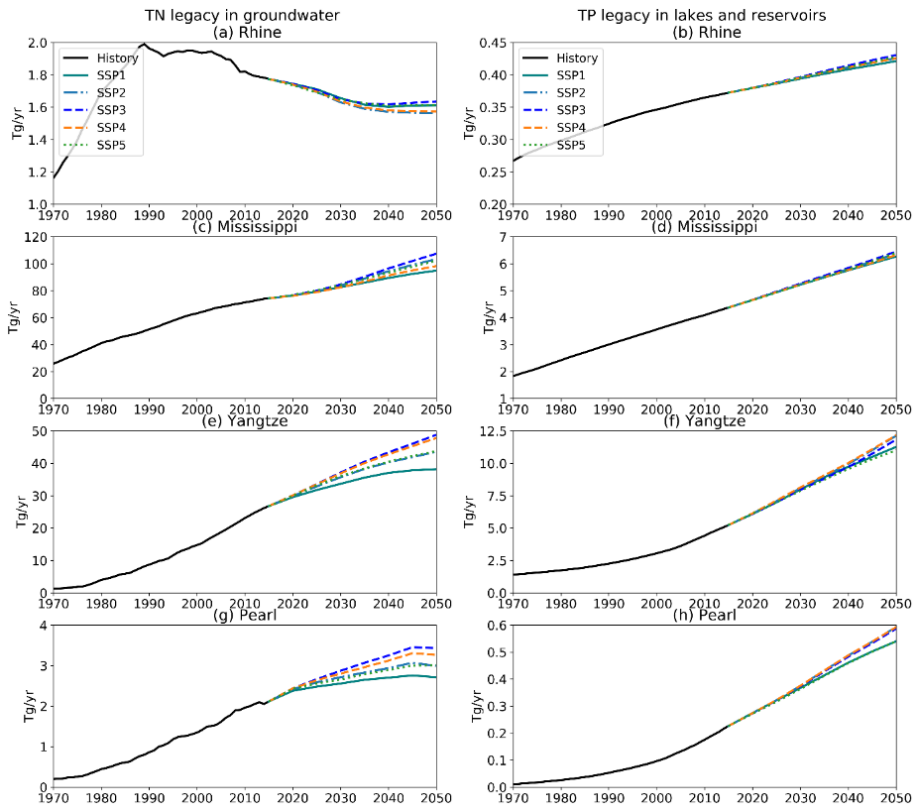 TN legacy in groundwater
(a) Rhine
2.0
1.8
1.6
1.4
1.2
1.0
Tg/yr
History
SSP1
SSP2
SSP3
SSP4
SSP5
1970 1980 1990 2000 2010 2020 2030 2040 2050
TP legacy in lakes and reservoirs
(b) Rhine
0.45
0.40
0.35
0.30
0.25
0.20
Tg/yr
History
SSP1
SSP2
SSP3
SSP4
SSP5
1970 1980 1990 2000 2010 2020 2030 2040 2050
(c) Mississippi
120
100
80
60
40
20
0
Tg/yr
1970 1980 1990 2000 2010 2020 2030 2040 2050
(d) Mississippi
7
6
5
4
3
2
1
Tg/yr
1970 1980 1990 2000 2010 2020 2030 2040 2050
(e) Yangtze
50
40
30
20
10
0
Tg/yr
1970 1980 1990 2000 2010 2020 2030 2040 2050
(f) Yangtze
12.5
10.0
7.5
5.0
2.5
0.0
Tg/yr
1970 1980 1990 2000 2010 2020 2030 2040 2050
(g) Pearl
4
3
2
1
0
Tg/yr
1970 1980 1990 2000 2010 2020 2030 2040 2050
(h) Pearl
0.6
0.5
0.4
0.3
0.2
0.1
0.0
Tg/yr
1970 1980 1990 2000 2010 2020 2030 2040 2050